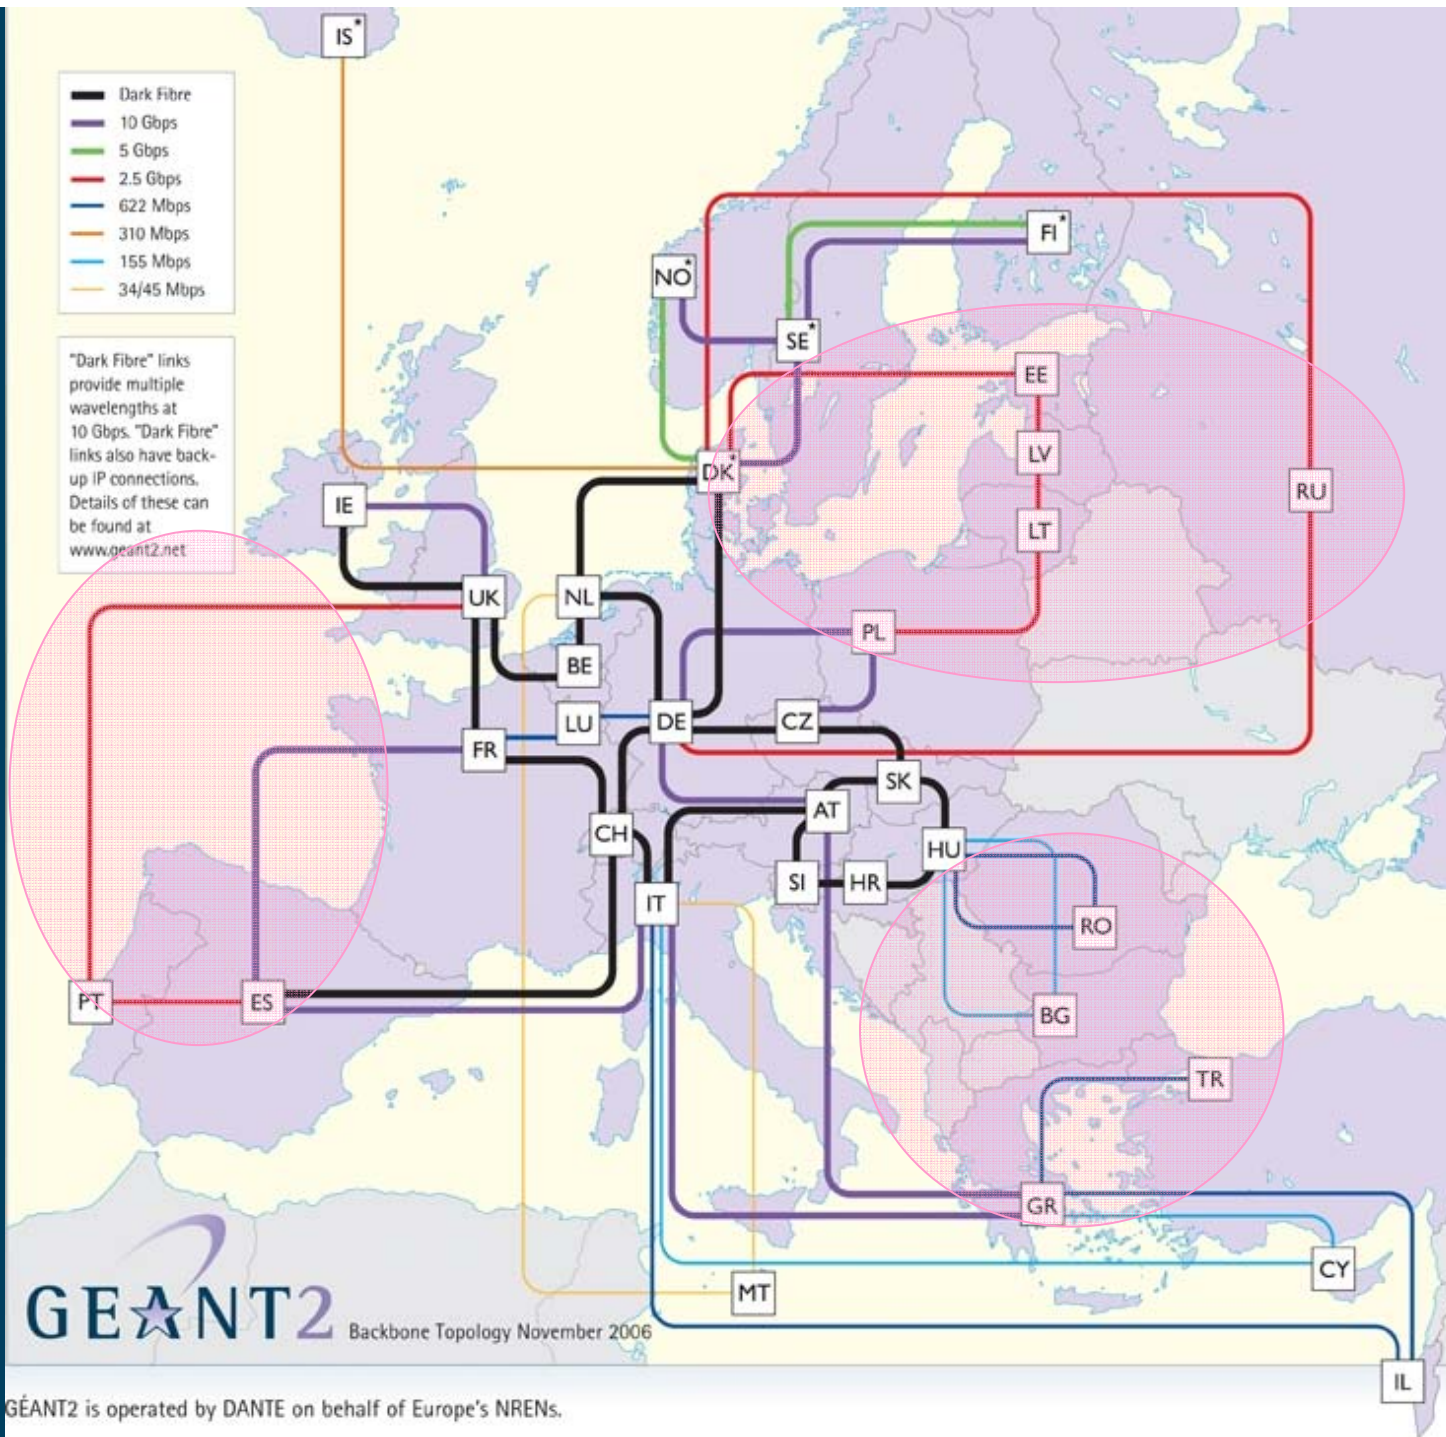 IS*
Dark Fibre
10 Gbps
5 Gbps
2.5 Gbps
622 Mbps
310 Mbps
155 Mbps
34/45 Mbps
"Dark Fibre" links
provide multiple
wavelengths at
10 Gbps. "Dark Fibre"
links also have back-
up IP connections.
Details of these can
be found at
www.geant2.net
FI*
NO*
SE*
EE
LV
DK*
RU
IE
LT
UK
NL
PL
BE
LU
DE
CZ
FR
SK
AT
CH
HU
SI
HR
IT
RO
PT
ES
BG
TR
GR
CY
MT
GEANT2
Backbone Topology November 2006
IL
GÉANT2 is operated by DANTE on behalf of Europe's NRENs.